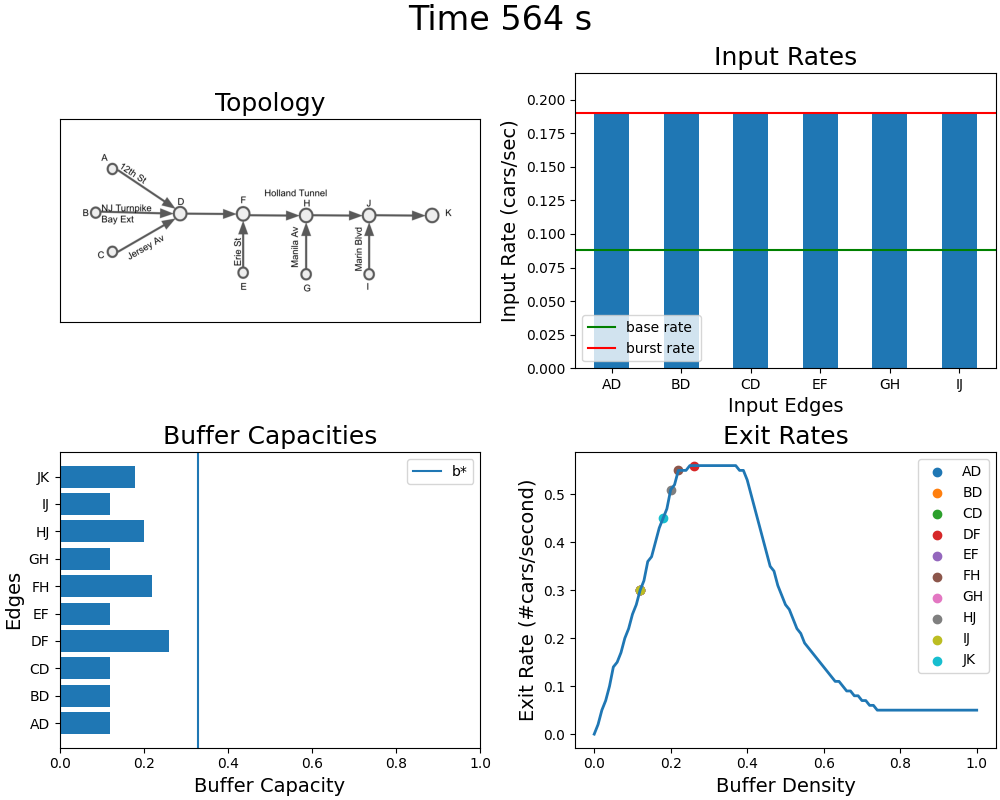 Time 564 s
Topology
A
12th St
B
NJ Turnpike
Bay Ext
C
Jersey Av
D
F
Holland Tunnel
H
J
K
Erie St
Manila Av
Marin Blvd
E
G
I
Input Rates
Input Rate (cars/sec)
0.200
0.175
0.150
0.125
0.100
0.075
0.050
0.025
0.000
base rate
burst rate
AD BD CD EF GH IJ
Input Edges
Buffer Capacities
Edges
JK
IJ
HJ
GH
FH
EF
DF
CD
BD
AD
b*
0.0 0.2 0.4 0.6 0.8 1.0
Buffer Capacity
Exit Rates
Exit Rate (#cars/second)
0.5
0.4
0.3
0.2
0.1
0.0
AD
BD
CD
DF
EF
FH
GH
HJ
IJ
JK
0.0 0.2 0.4 0.6 0.8 1.0
Buffer Density